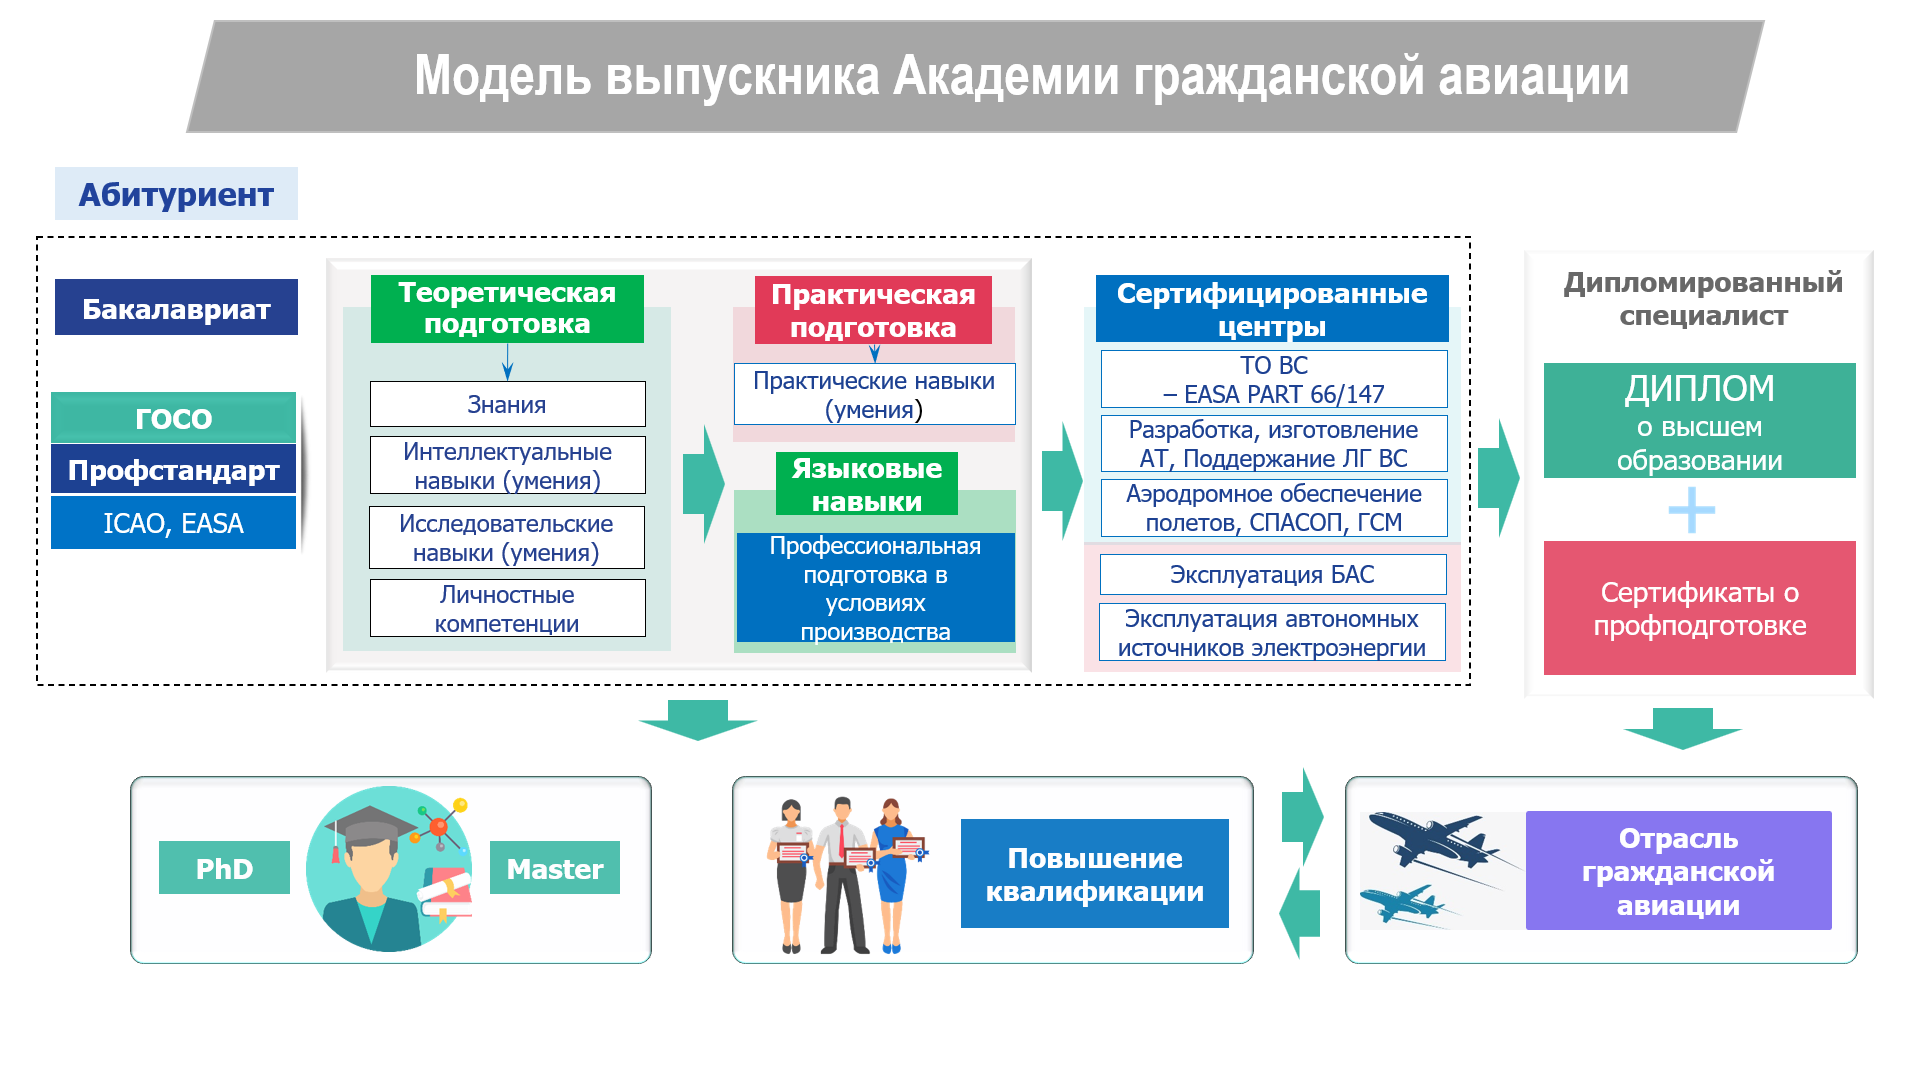 Модель выпускника Академии гражданской авиации
Абитуриент
Бакалавриат
ГОСО
Профстандарт
ICAO, EASA
Теоретическая
подготовка
Знания
Интеллектуальные
навыки (умения)
Исследовательские
навыки (умения)
Личностные
компетенции
Практическая
подготовка
Практические навыки
(умения)
Языковые
навыки
Профессиональная
подготовка в
условиях
производства
Сертифицированные
центры
ТО ВС
– EASA PART 66/147
Разработка, изготовление
АТ, Поддержание ЛГ ВС
Аэродромное обеспечение
полетов, СПАСОП, ГСМ
Эксплуатация БАС
Эксплуатация автономных
источников электроэнергии
Дипломированный
специалист
ДИПЛОМ
о высшем
образовании
+
Сертификаты о
профподготовке
PhD
Master
Повышение
квалификации
Отрасль
гражданской
авиации